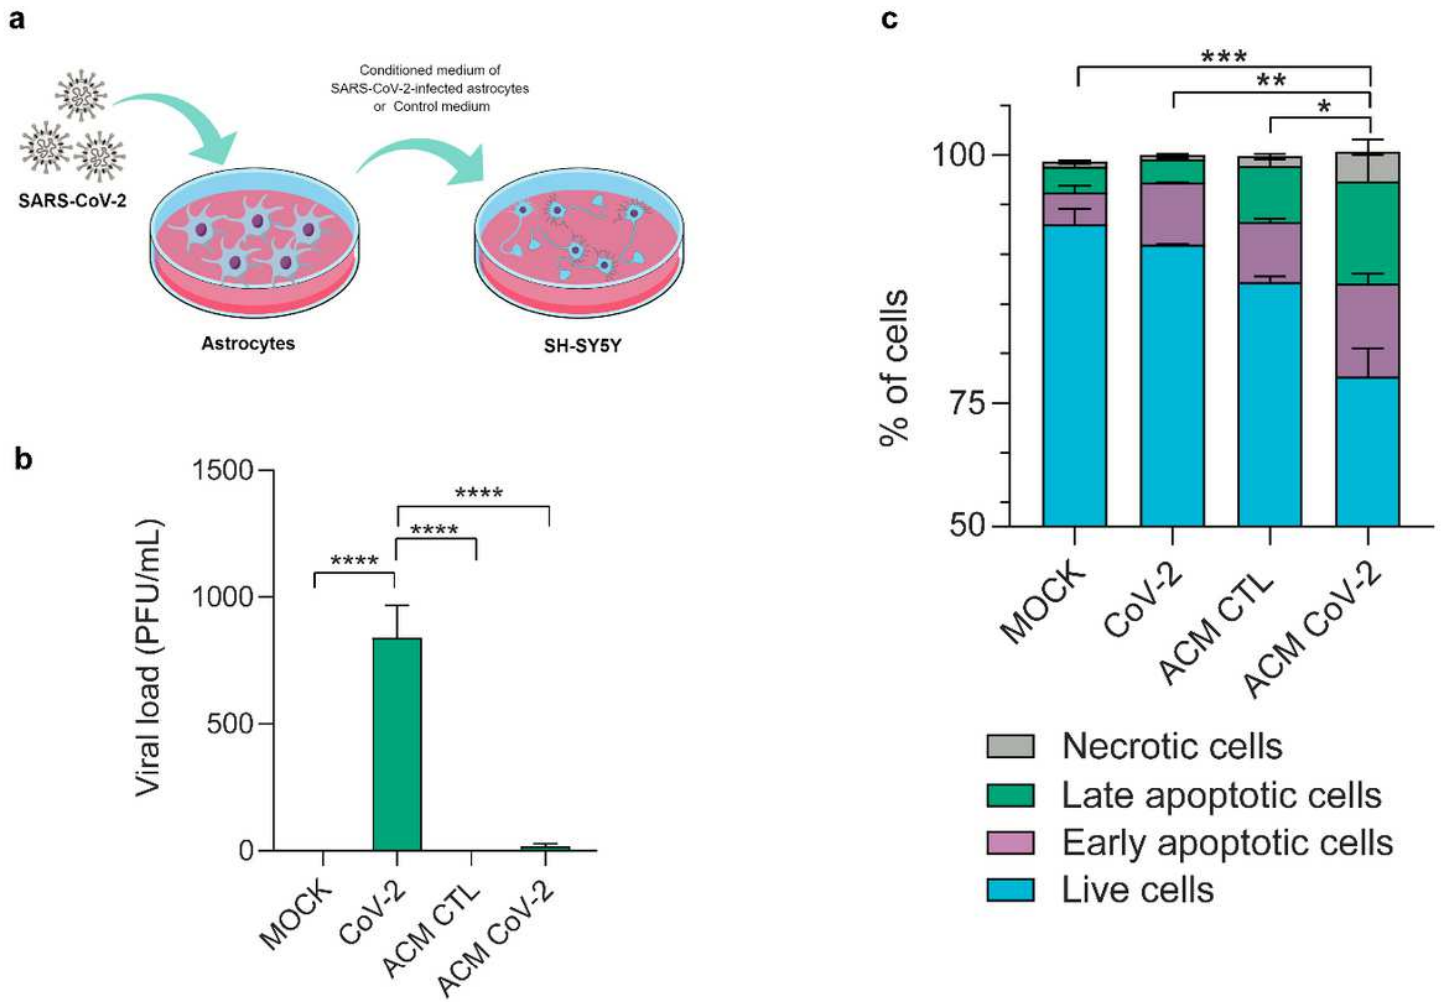 a
Conditioned medium of
SARS-CoV-2-infected astrocytes
or Control medium
SARS-CoV-2
Astrocytes
SH-SY5Y
b
Viral load (PFU/mL)
1500
1000
500
0
****
****
****
MOCK
CoV-2
ACM CTL
ACM CoV-2
c
% of cells
100
75
50
***
**
*
MOCK
CoV-2
ACM CTL
ACM CoV-2
Necrotic cells
Late apoptotic cells
Early apoptotic cells
Live cells